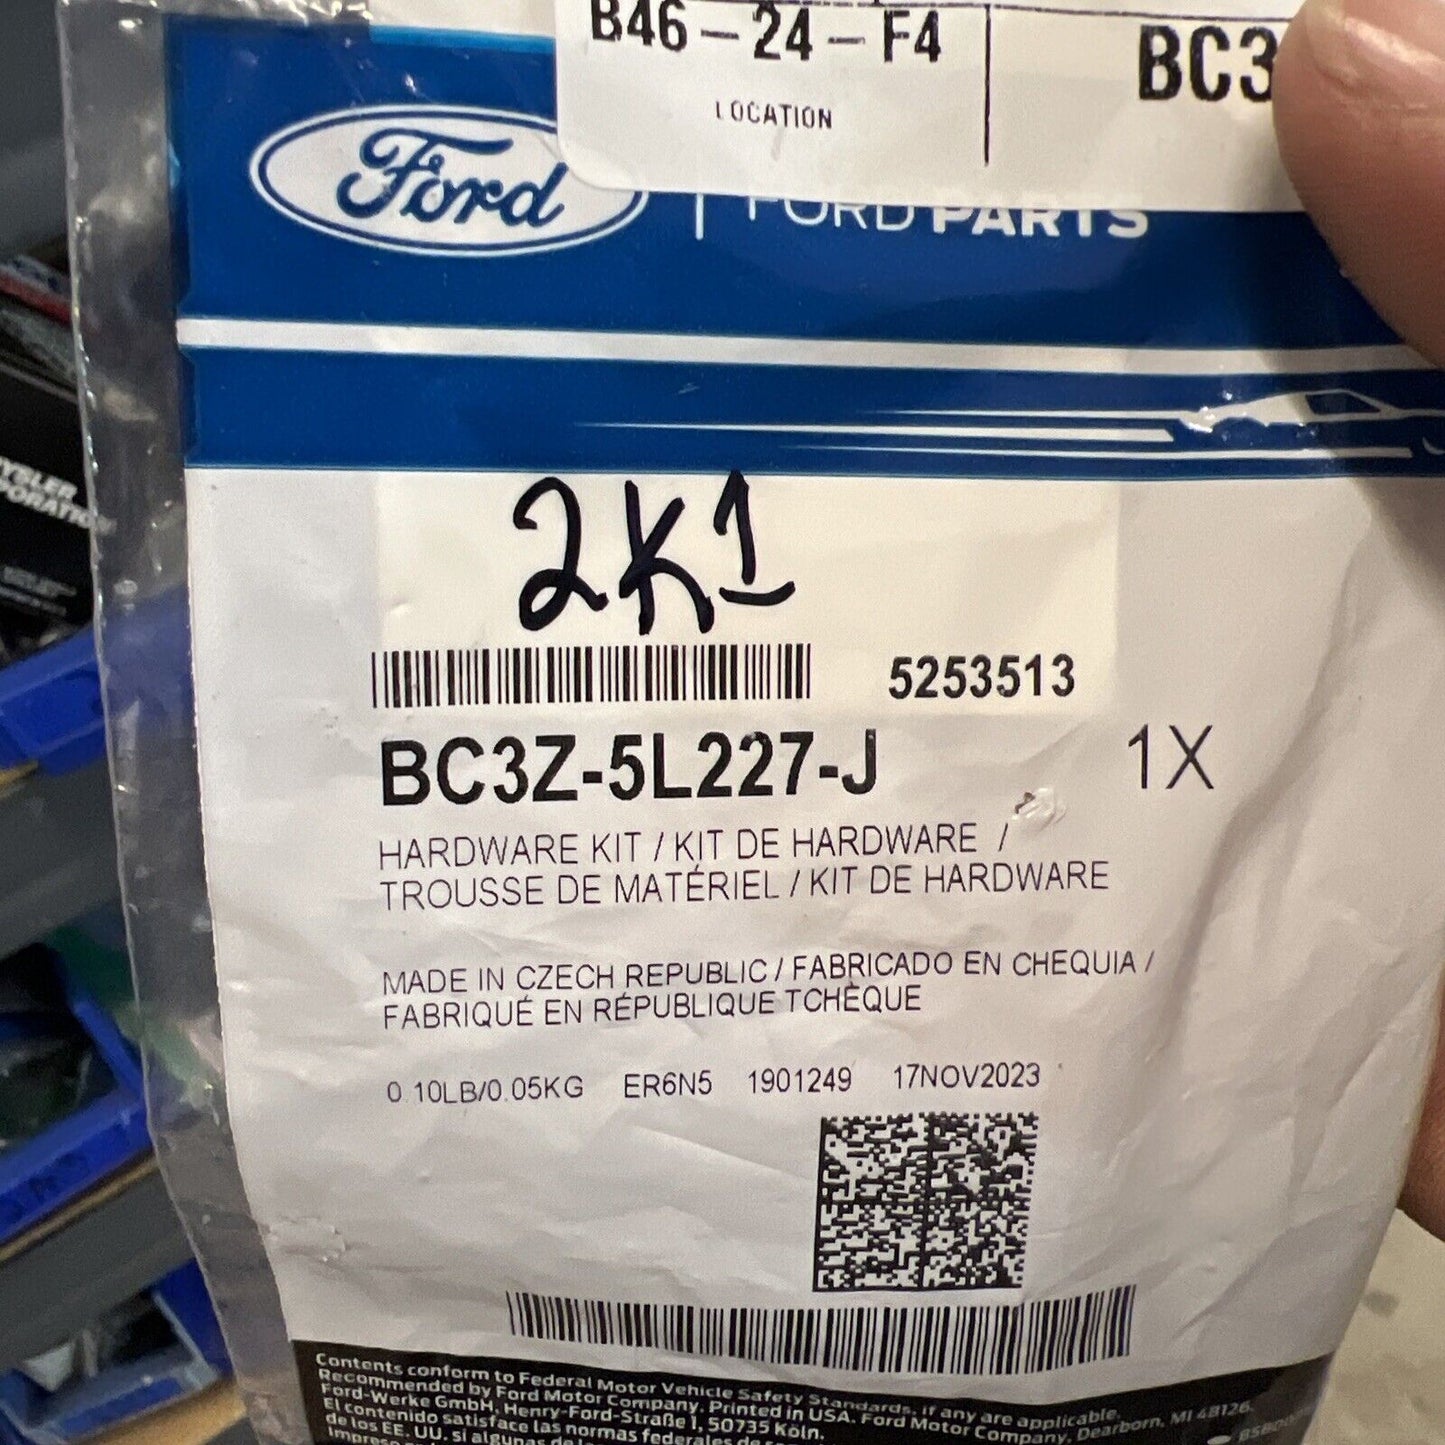 B46-24-F4
BC3
LOCATION
Ford
FORD PARTS
2K1
5253513
BC3Z-5L227-J 1X
HARDWARE KIT / KIT DE HARDWARE /
TROUSSE DE MATÉRIEL / KIT DE HARDWARE
MADE IN CZECH REPUBLIC / FABRICADO EN CHEQUIA /
FABRIQUÉ EN RÉPUBLIQUE TCHÈQUE
0.10LB/0.05KG ER6N5 1901249 17NOV2023
Contents conform to Federal Motor Vehicle Safety Standards, if any are applicable.
Recommended by Ford Motor Company. Printed in USA. Ford Motor Company, Dearborn, MI 48126.
Ford-Werke GmbH, Henry-Ford-Straße 1, 50735 Köln.
El contenido satisface las normas federales de
de los EE. UU. si algunas de